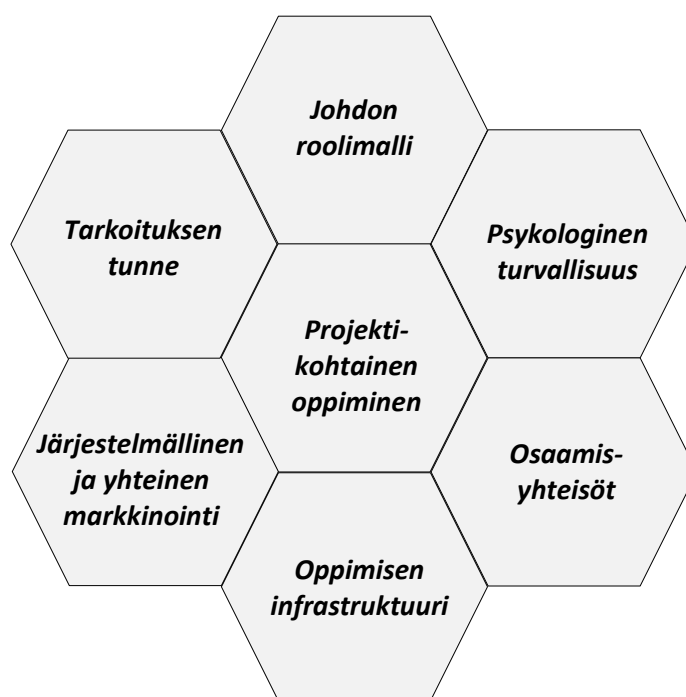 Johdon
roolimalli
Tarkoituksen
tunne
Psykologinen
turvallisuus
Projekti-
kohtainen
oppiminen
Järjestelmällinen
ja yhteinen
markkinointi
Osaamis-
yhteisöt
Oppimisen
infrastruktuuri